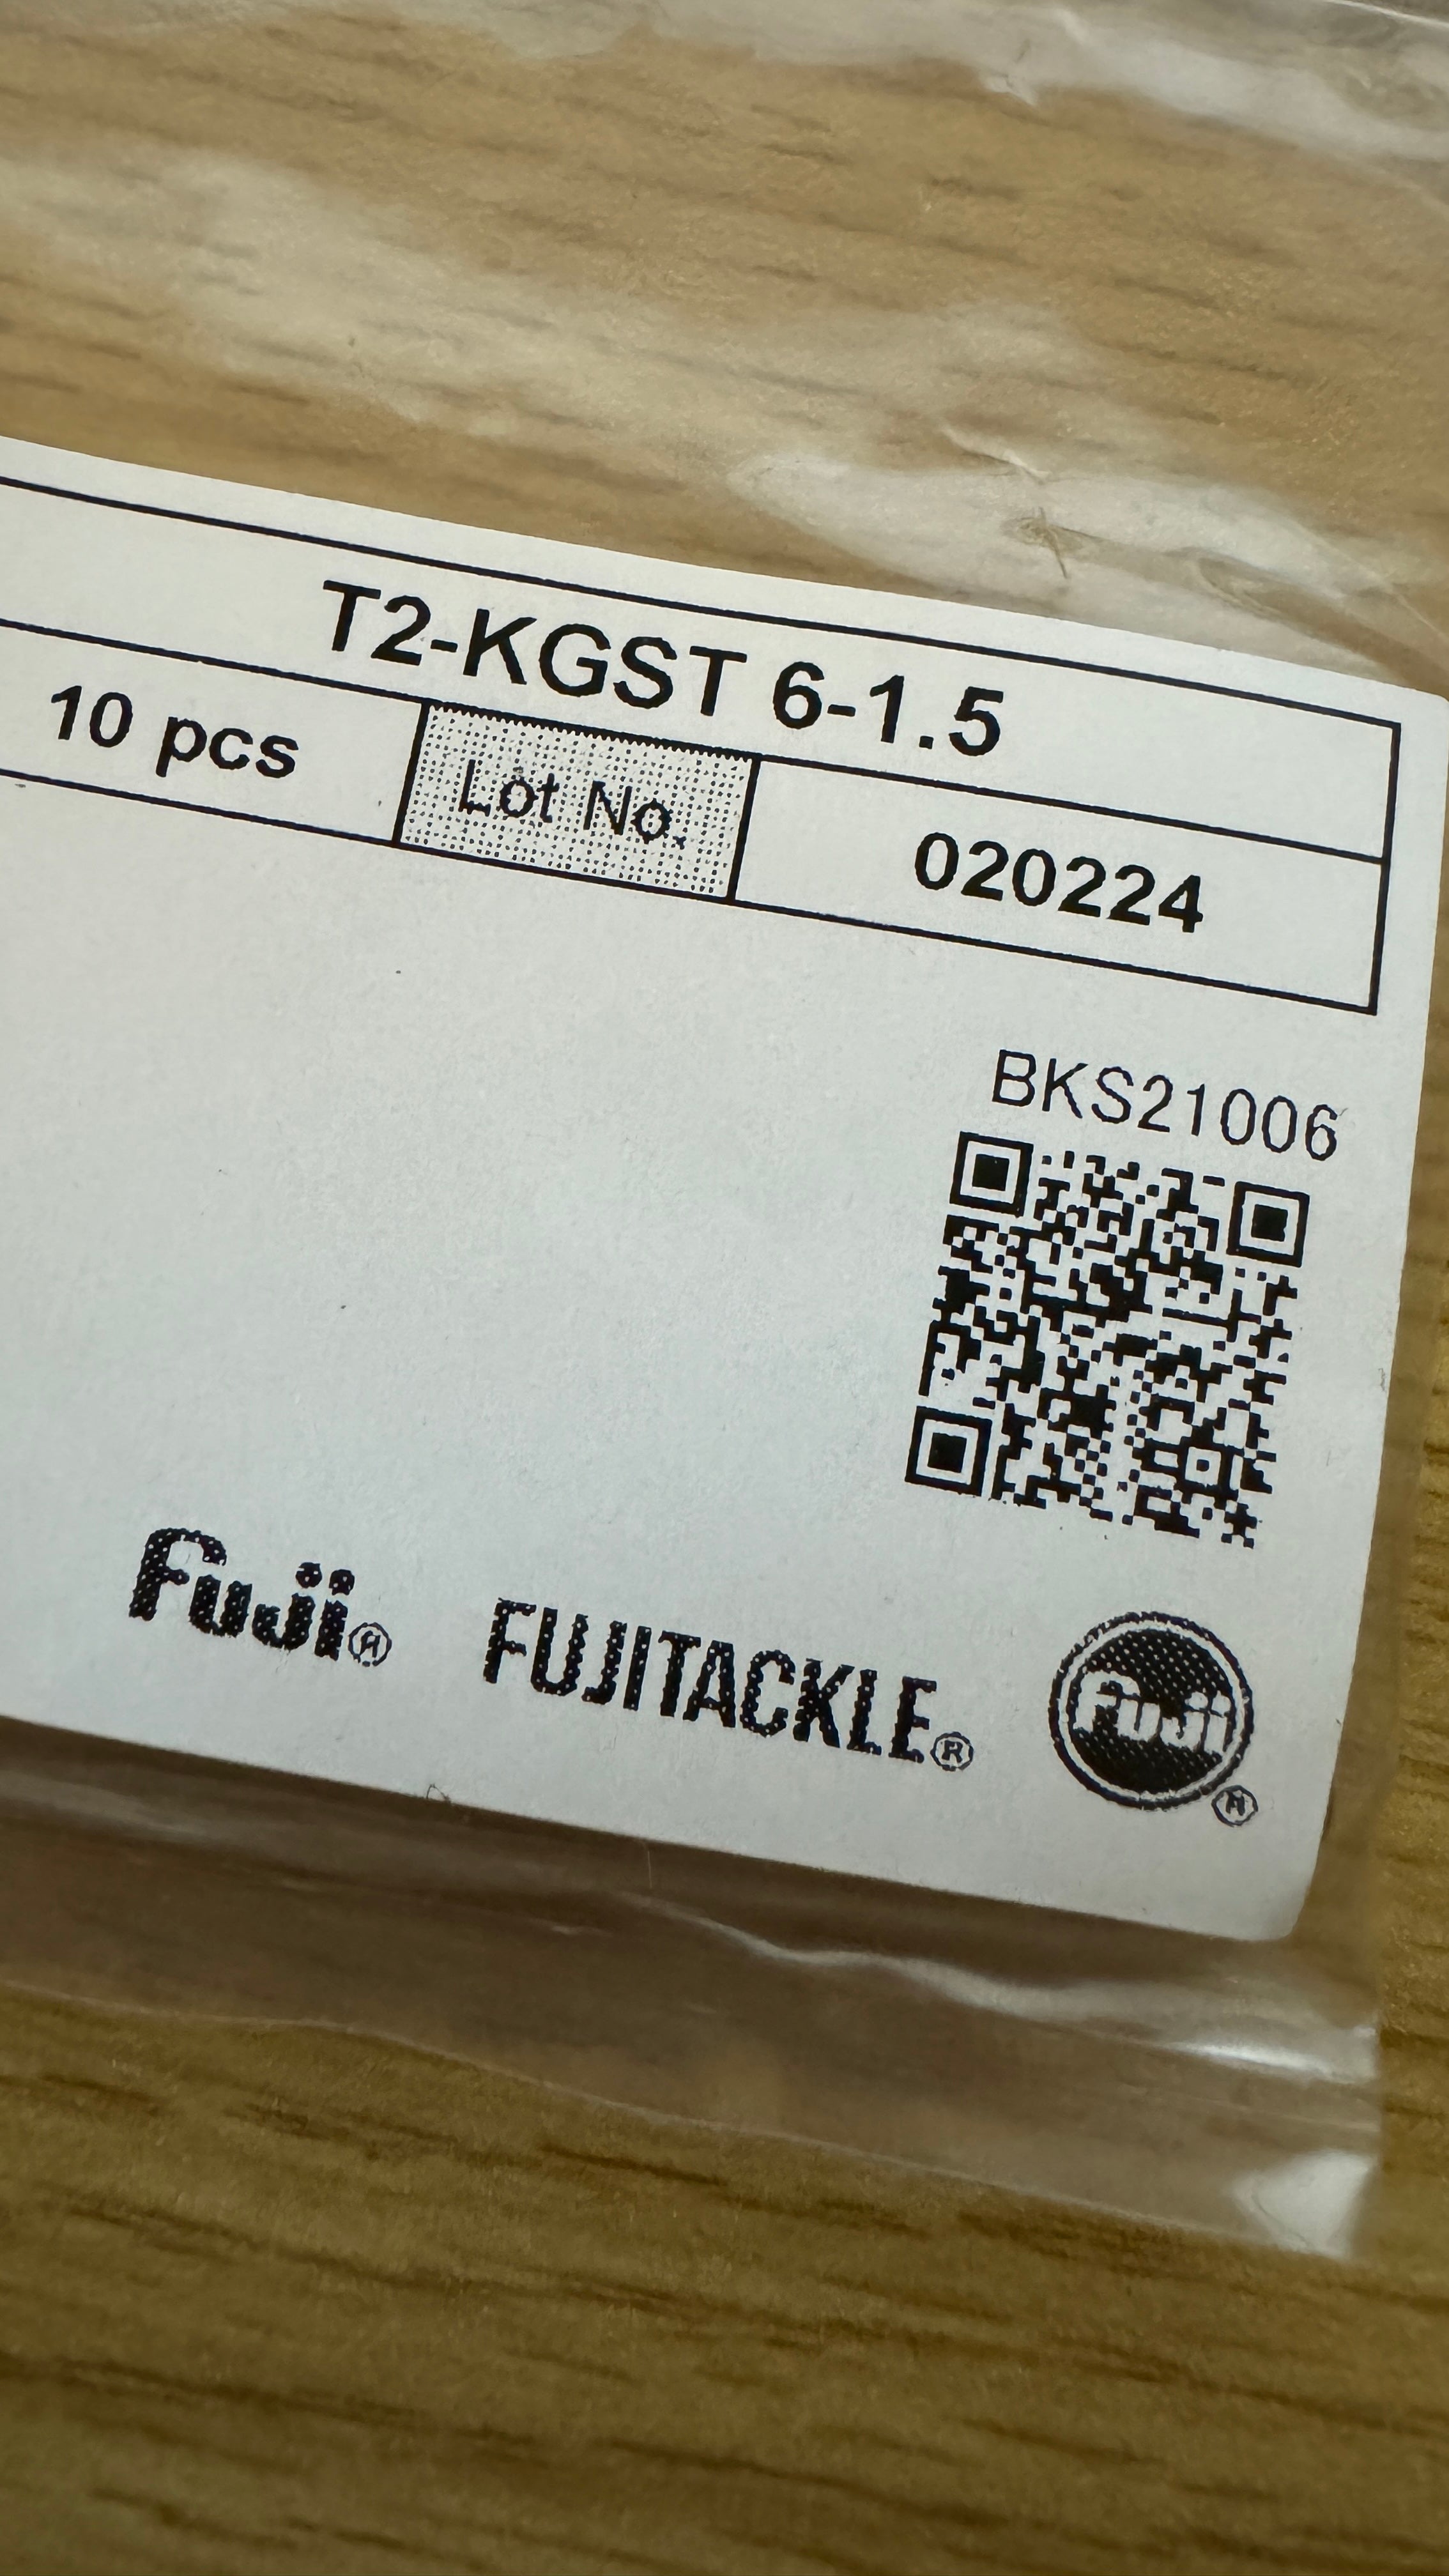 T2-KGST 6-1.5
10 pcs Lot No. 020224
BKS21006
Fuji® FUJITACKLE® Fuji®